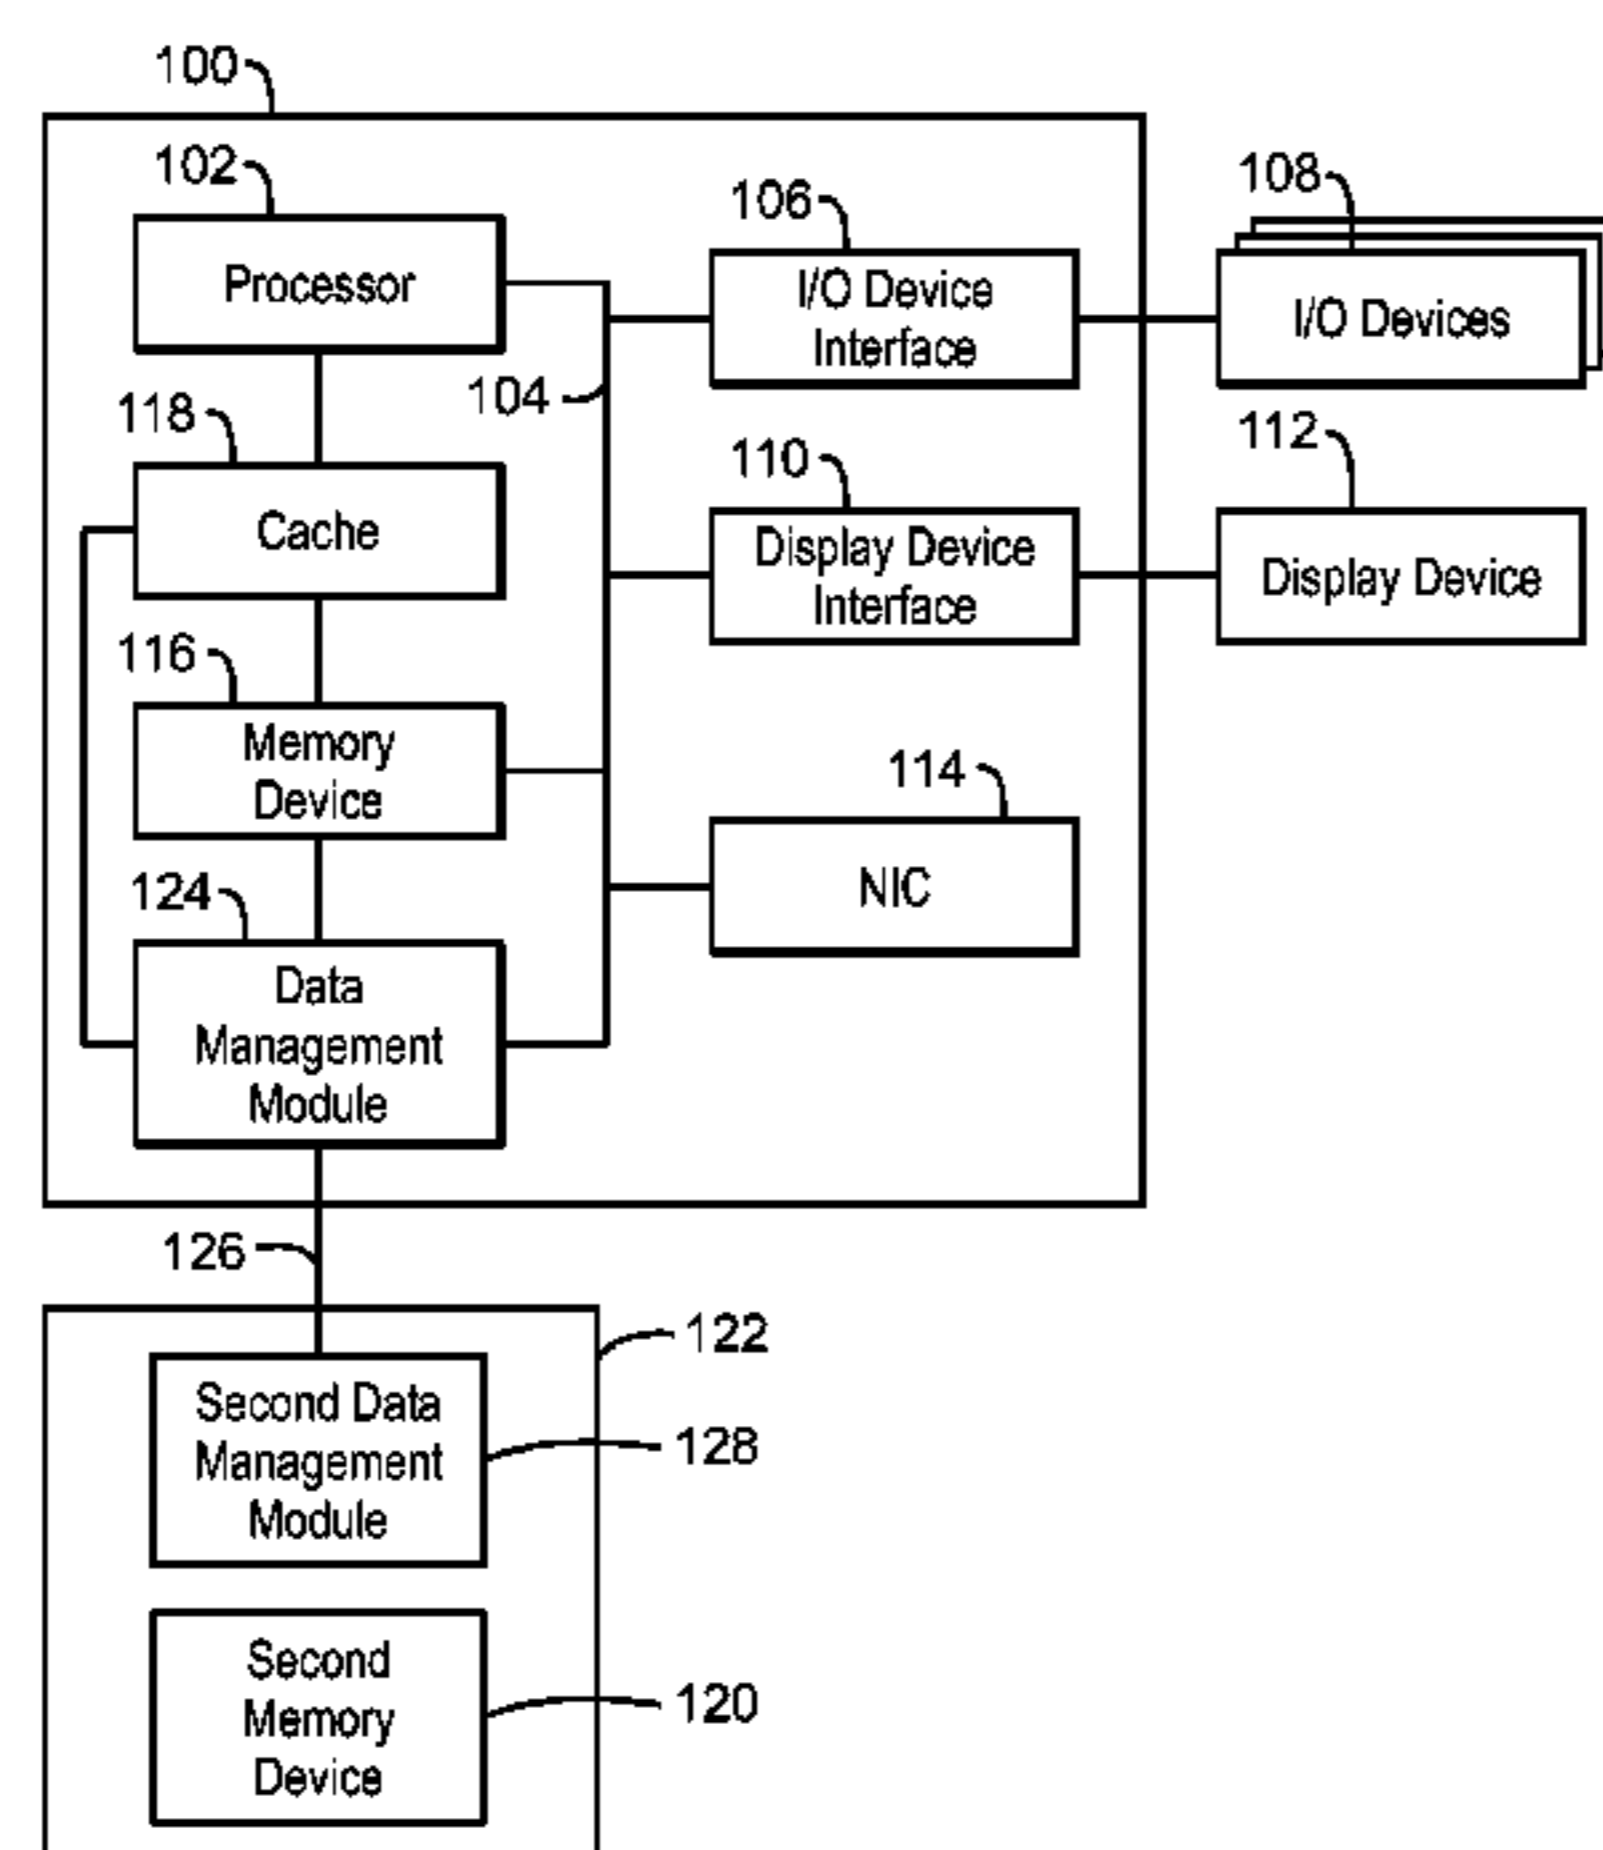 100
102
106
108
Processor
I/O Device
Interface
I/O Devices
104
118
110
112
Cache
Display Device
Interface
Display Device
116
Memory
Device
114
NIC
124
Data
Management
Module
126
122
Second Data
Management
Module
128
Second
Memory
Device
120